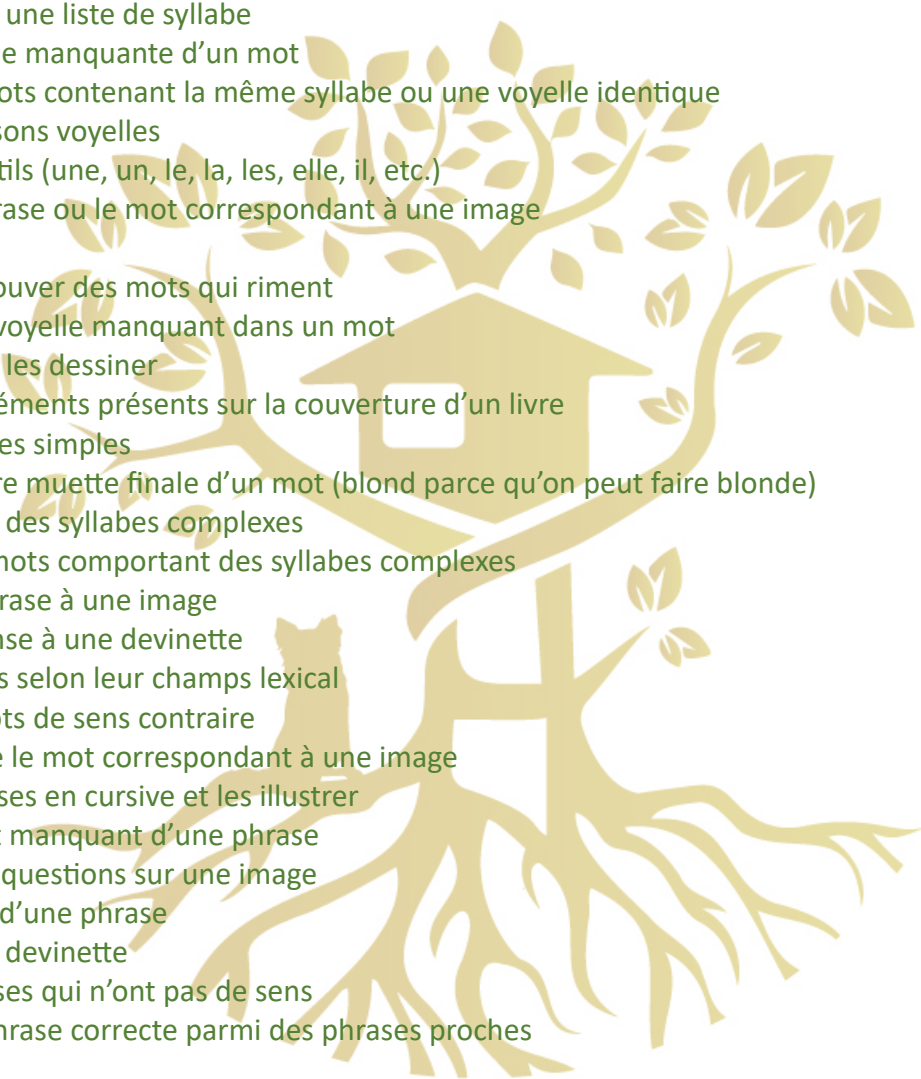 une liste de syllabe
e manquante d'un mot
ots contenant la même syllabe ou une voyelle identique
sons voyelles
tils (une, un, le, la, les, elle, il, etc.)
rase ou le mot correspondant à une image
ouver des mots qui riment
voyelle manquant dans un mot
les dessiner
éments présents sur la couverture d'un livre
es simples
re muette finale d'un mot (blond parce qu'on peut faire blonde)
des syllabes complexes
mots comportant des syllabes complexes
rase à une image
nse à une devinette
s selon leur champs lexical
ots de sens contraire
e le mot correspondant à une image
ses en cursive et les illustrer
t manquant d'une phrase
questions sur une image
d'une phrase
devinette
ses qui n'ont pas de sens
hrase correcte parmi des phrases proches